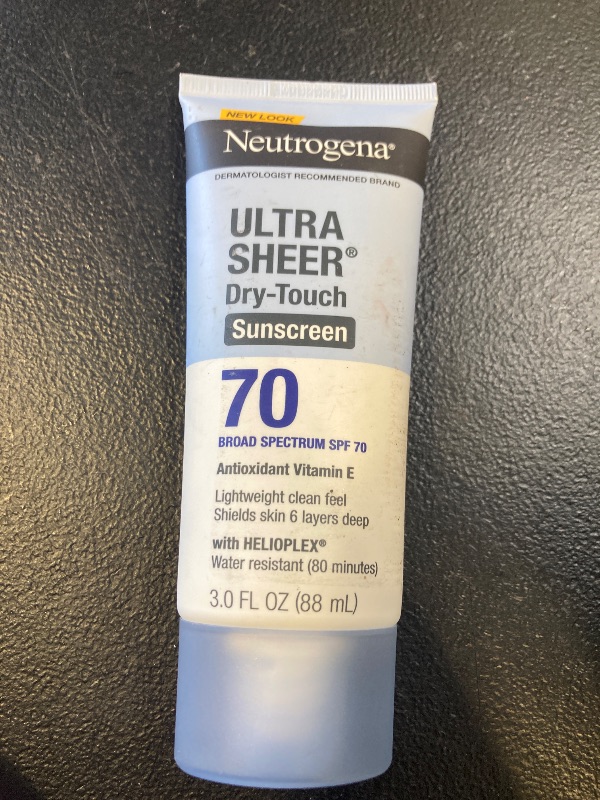 NEW LOOK
Neutrogena®
DERMATOLOGIST RECOMMENDED BRAND
ULTRA
SHEER®
Dry-Touch
Sunscreen
70
BROAD SPECTRUM SPF 70
Antioxidant Vitamin E
Lightweight clean feel
Shields skin 6 layers deep
with HELIOPLEX®
Water resistant (80 minutes)
3.0 FL OZ (88 mL)